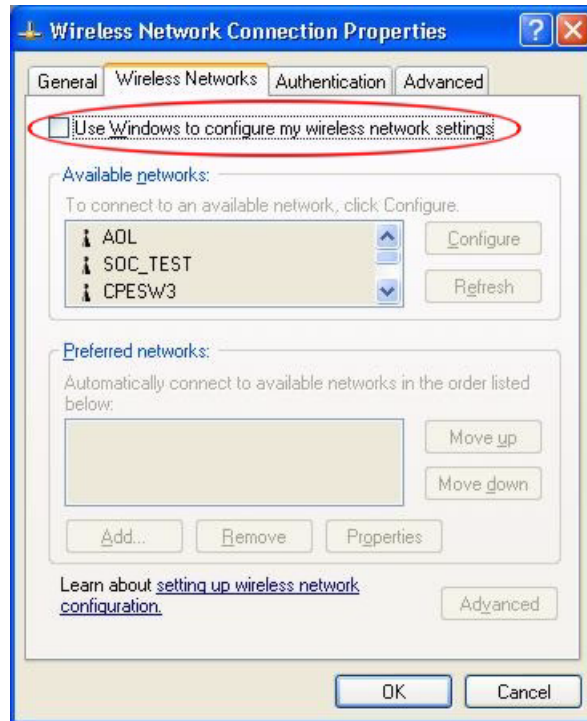 Wireless Network Connection Properties
General Wireless Networks Authentication Advanced
Use Windows to configure my wireless network settings
Available networks:
To connect to an available network, click Configure.
AOL
SOC_TEST
CPESW3
Configure
Refresh
Preferred networks:
Automatically connect to available networks in the order listed
below:
Move up
Move down
Add... Remove Properties
Learn about setting up wireless network
configuration.
Advanced
OK Cancel